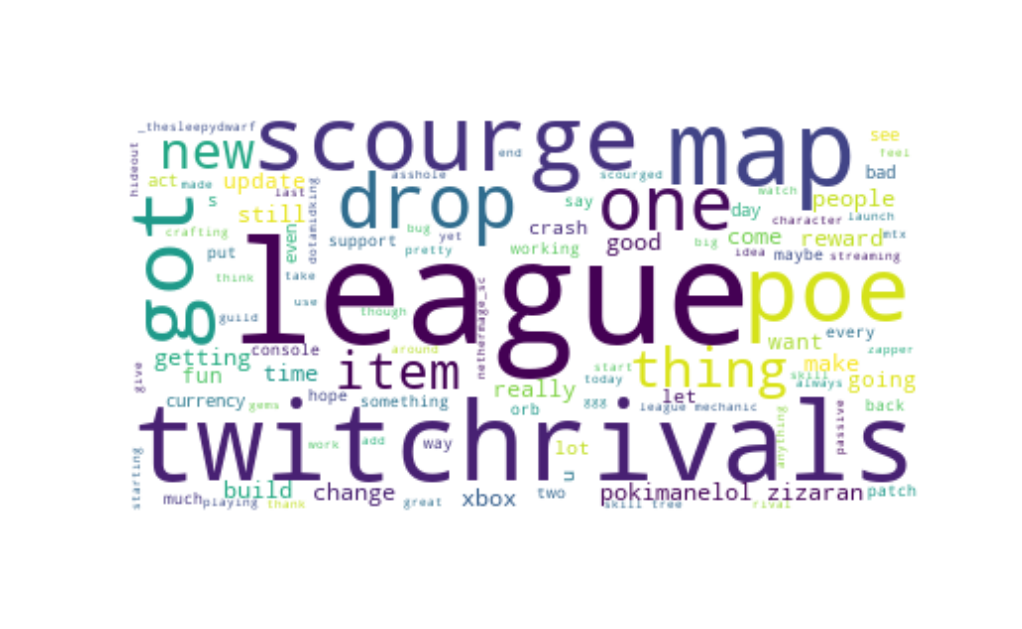 _thesleepydwarf
scourge
map
end
see
new
hideout
feel
act
made
update
last
asshole
scourged
bad
drop
one
watch
people
s
still
dotamidking
say
day
character
launch
got
crafting
even
support
bug
yet
crash
good
come
reward
mtx
put
pretty
working
big
idea
maybe
streaming
league
poe
think
take
use
though
nethermage_sc
guild
every
want
getting
console
around
thing
zapper
fun
time
item
start
make
skill
going
give
really
today
always
currency
gems
hope
something
orb
ggg
let
league mechanic
back
twitchrivals
passive
anything
work
add
way
lot
starting
u
build
change
xbox
two
pokimanelol zizaran
patch
much
playing
thank
great
skill tree
rival